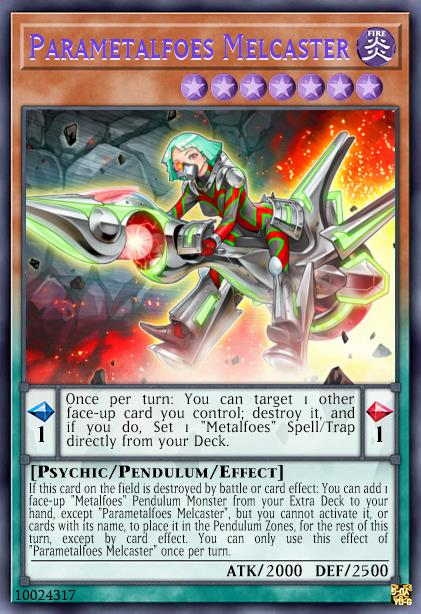 PARAMETALFOES MELCASTER
FIRE
炎
Once per turn: You can target 1 other
face-up card you control; destroy it, and
if you do, Set 1 "Metalfoes" Spell/Trap
directly from your Deck.
1
1
[PSYCHIC/PENDULUM/EFFECT]
If this card on the field is destroyed by battle or card effect: You can add 1
face-up "Metalfoes" Pendulum Monster from your Extra Deck to your
hand, except "Parametalfoes Melcaster", but you cannot activate it, or
cards with its name, to place it in the Pendulum Zones, for the rest of this
turn, except by card effect. You can only use this effect of
"Parametalfoes Melcaster" once per turn.
ATK/2000 DEF/2500
10024317